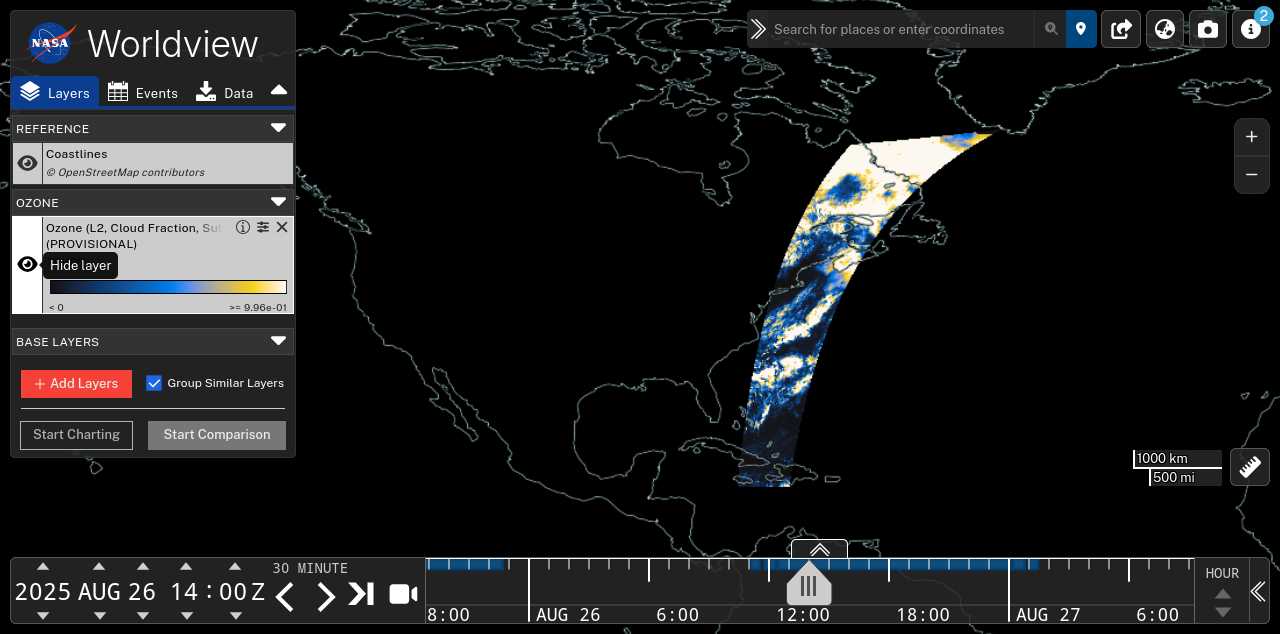 NASA
Worldview
Layers
Events
Data
REFERENCE
Coastlines
© OpenStreetMap contributors
OZONE
Ozone (L2, Cloud Fraction,
(PROVISIONAL)
Hide layer
< 0
>= 9.96e-01
BASE LAYERS
+ Add Layers
Group Similar Layers
Start Charting
Start Comparison
Search for places or enter coordinates
2
+
−
1000 km
500 mi
30 MINUTE
2025 AUG 26 14 : 00 Z
8:00
AUG 26
6:00
12:00
18:00
AUG 27
6:00
HOUR